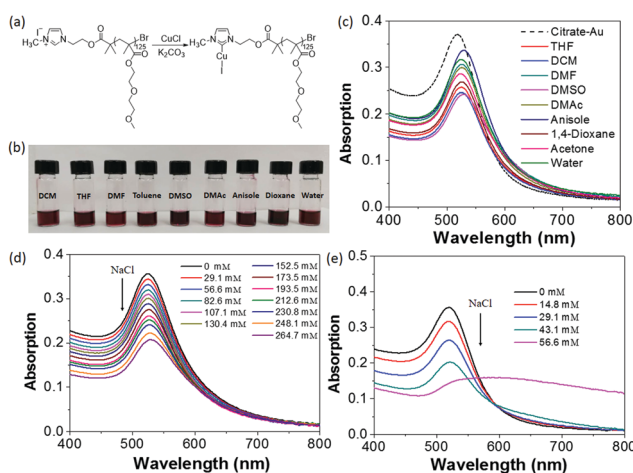 (a)
I⁻
H₃C
N
+
N
O
O
Br
125
O
O
O
O
O
CuCl
K₂CO₃
H₃C
N
N
Cu
I
O
O
Br
125
O
O
O
O
O
(b)
DCM THF DMF Toluene DMSO DMAc Anisole Dioxane Water
(c)
Absorption
0.4
0.3
0.2
0.1
0.0
400 500 600 700 800
Wavelength (nm)
Citrate-Au
THF
DCM
DMF
DMSO
DMAc
Anisole
1,4-Dioxane
Acetone
Water
(d)
Absorption
0.4
0.3
0.2
0.1
0.0
400 500 600 700 800
Wavelength (nm)
NaCl
0 mM
29.1 mM
56.6 mM
82.6 mM
107.1 mM
130.4 mM
152.5 mM
173.5 mM
193.5 mM
212.6 mM
230.8 mM
248.1 mM
264.7 mM
(e)
Absorption
0.5
0.4
0.3
0.2
0.1
0.0
400 500 600 700 800
Wavelength (nm)
NaCl
0 mM
14.8 mM
29.1 mM
43.1 mM
56.6 mM